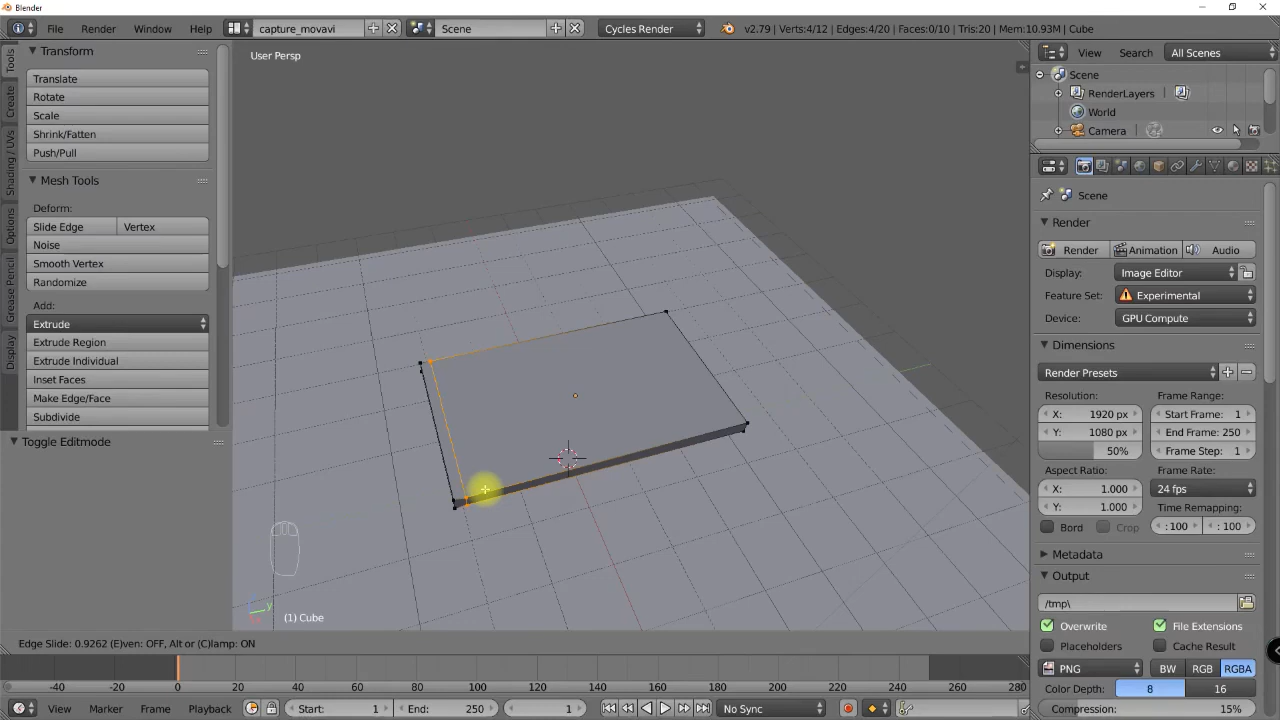 Blender
File Render Window Help capture_movavi Scene Cycles Render v2.79 | Verts:4/12 | Edges:4/20 | Faces:0/10 | Tris:20 | Mem:10.93M | Cube
Tools
Create
Shading / UVs
Options
Grease Pencil
Display
Transform
Translate
Rotate
Scale
Shrink/Fatten
Push/Pull
Mesh Tools
Deform:
Slide Edge Vertex
Noise
Smooth Vertex
Randomize
Add:
Extrude
Extrude Region
Extrude Individual
Inset Faces
Make Edge/Face
Subdivide
Toggle Editmode
User Persp
z
y
(1) Cube
Edge Slide: 0.9262 (E)ven: OFF, Alt or (C)lamp: ON
View Search All Scenes
Scene
RenderLayers
World
Camera
Scene
Render
Render Animation Audio
Display: Image Editor
Feature Set: Experimental
Device: GPU Compute
Dimensions
Render Presets
Resolution: Frame Range:
X: 1920 px Start Frame: 1
Y: 1080 px End Frame: 250
50% Frame Step: 1
Aspect Ratio: Frame Rate:
X: 1.000 24 fps
Y: 1.000 Time Remapping:
Bord Crop :100 :100
Metadata
Output
/tmp\
Overwrite File Extensions
Placeholders Cache Result
PNG BW RGB RGBA
Color Depth: 8 16
Compression: 15%
-40 -20 0 20 40 60 80 100 120 140 160 180 200 220 240 260 280
View Marker Frame Playback Start: 1 End: 250 1 No Sync